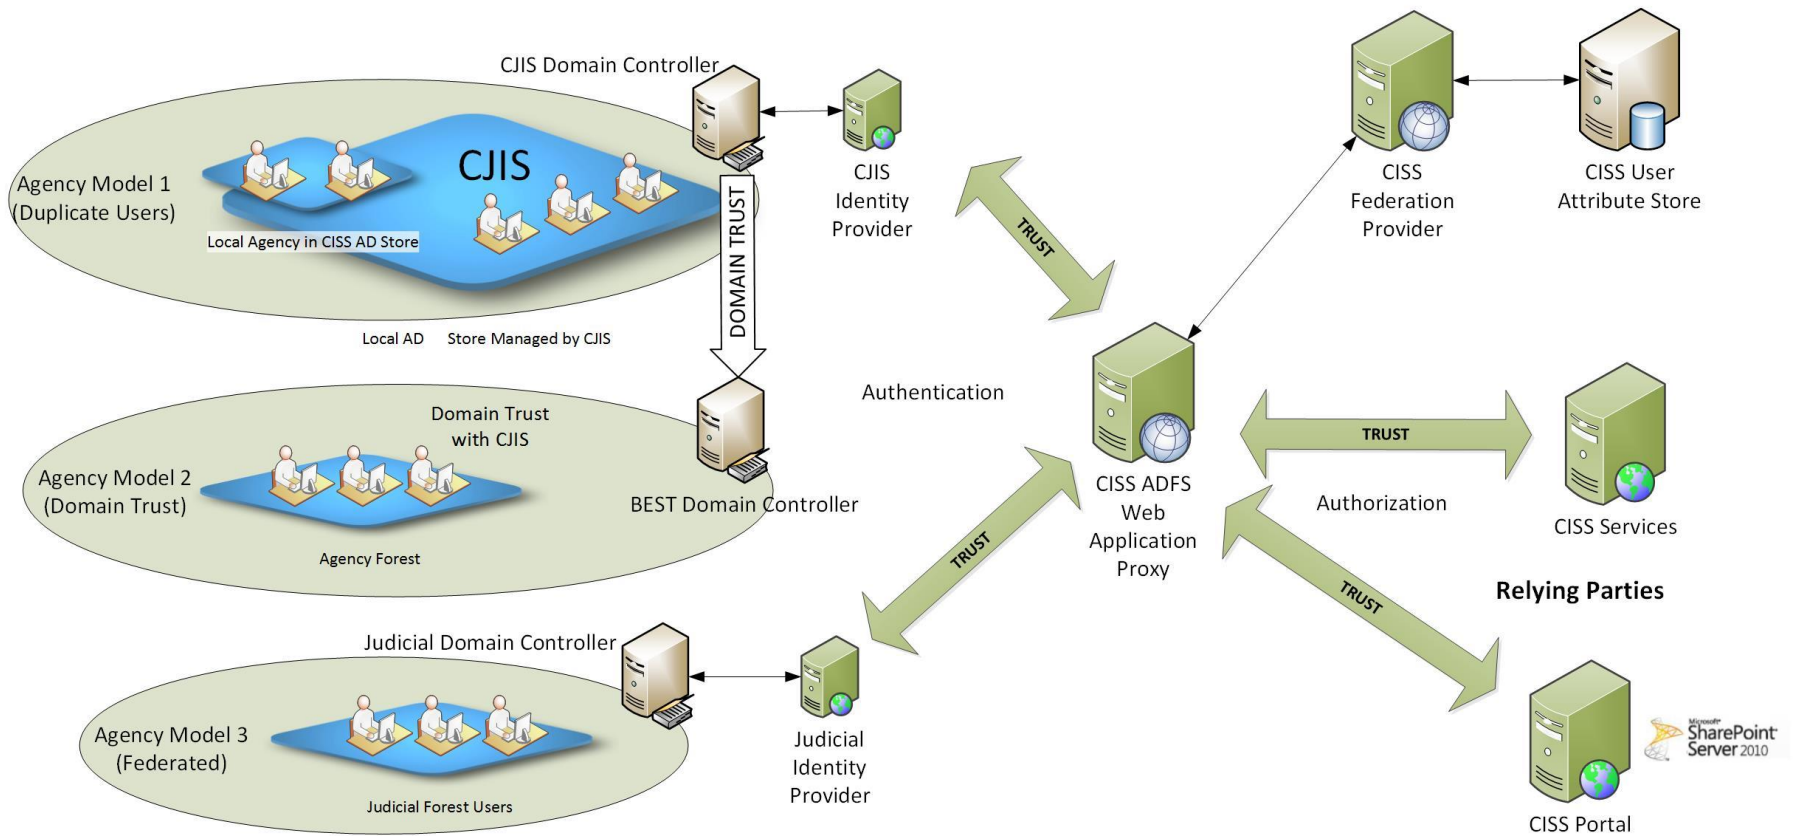 CJIS Domain Controller
CJIS
Agency Model 1
(Duplicate Users)
Local Agency in CISS AD Store
DOMAIN TRUST
Local AD Store Managed by CJIS
CJIS
Identity
Provider
TRUST
CISS
Federation
Provider
CISS User
Attribute Store
Authentication
Domain Trust
with CJIS
Agency Model 2
(Domain Trust)
BEST Domain Controller
Agency Forest
CISS ADFS
Web
Application
Proxy
TRUST
Authorization
CISS Services
TRUST
TRUST
Relying Parties
Judicial Domain Controller
Agency Model 3
(Federated)
Judicial Forest Users
Judicial
Identity
Provider
Microsoft
SharePoint
Server 2010
CISS Portal